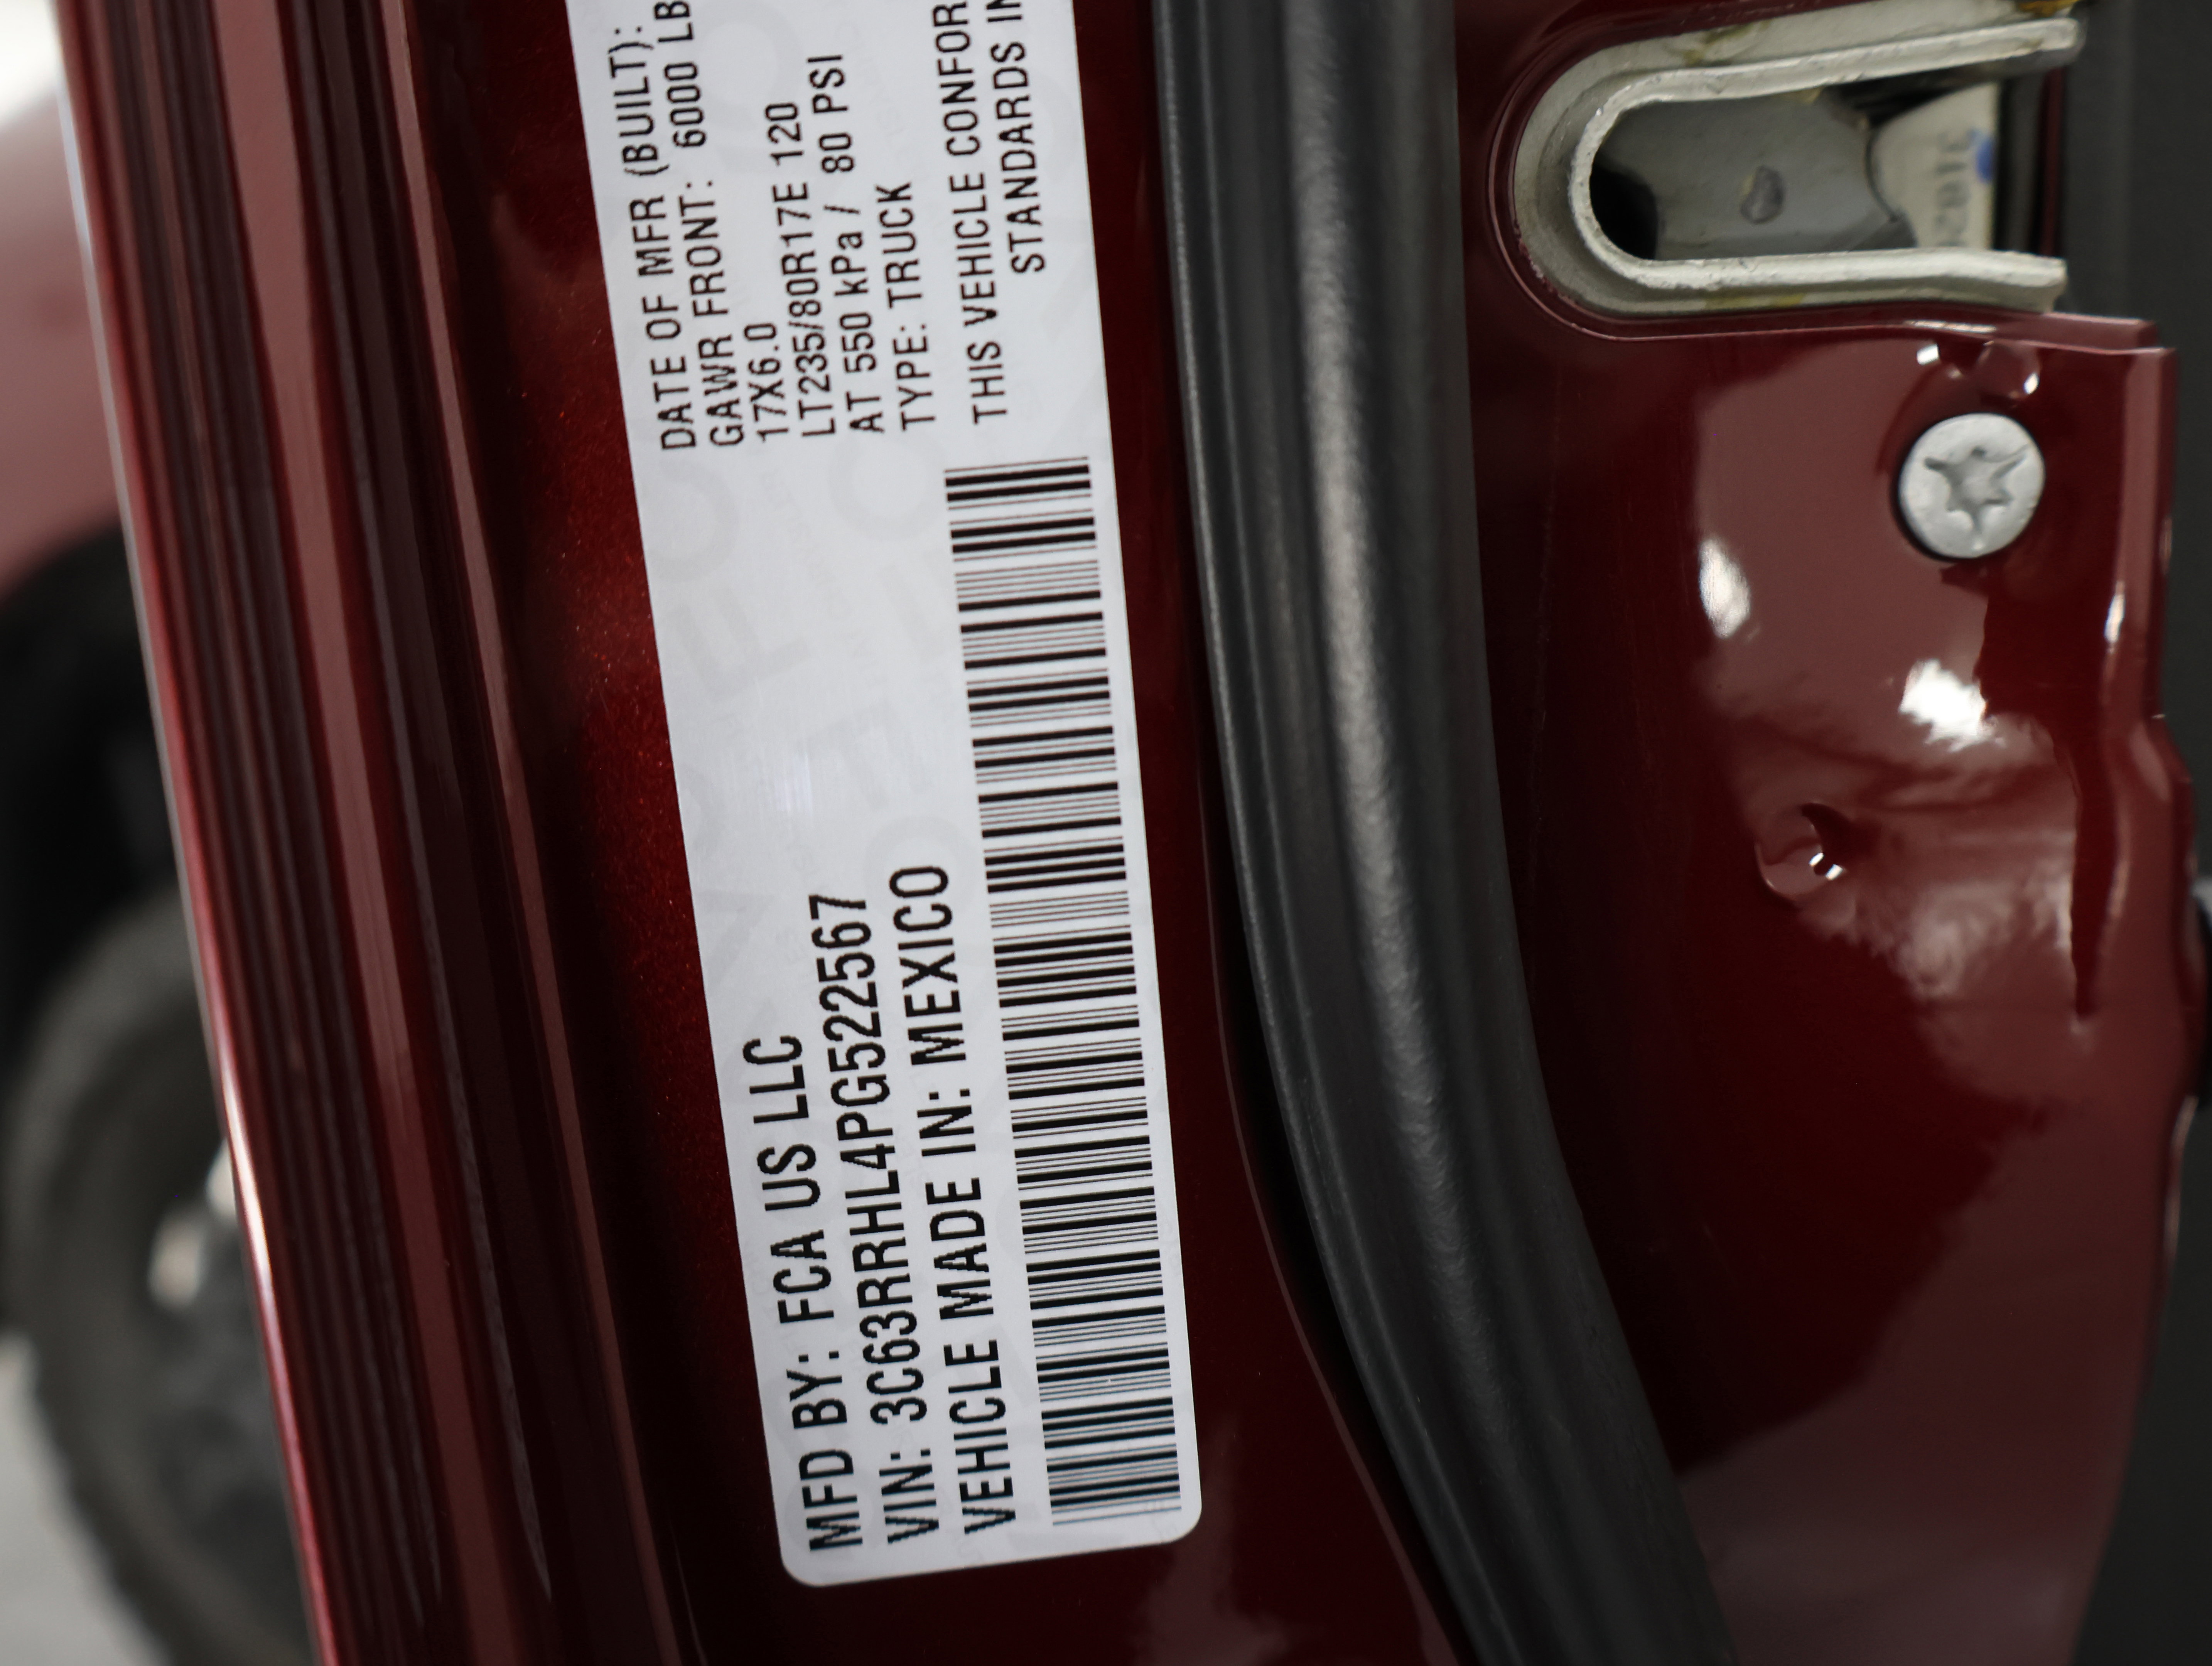 MFD BY: FCA US LLC
VIN: 3C63RRHL4PG522567
VEHICLE MADE IN: MEXICO
DATE OF MFR (BUILT):
GAWR FRONT: 6000 LB
17X6.0
LT235/80R17E 120
AT 550 kPa / 80 PSI
TYPE: TRUCK
THIS VEHICLE CONFOR
STANDARDS IN